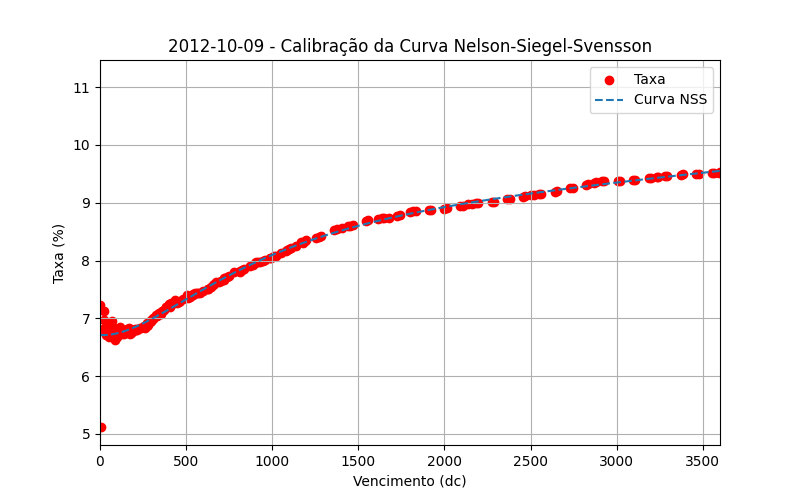 2012-10-09 - Calibração da Curva Nelson-Siegel-Svensson
Taxa
Curva NSS
Taxa (%)
11
10
9
8
7
6
5
0 500 1000 1500 2000 2500 3000 3500
Vencimento (dc)